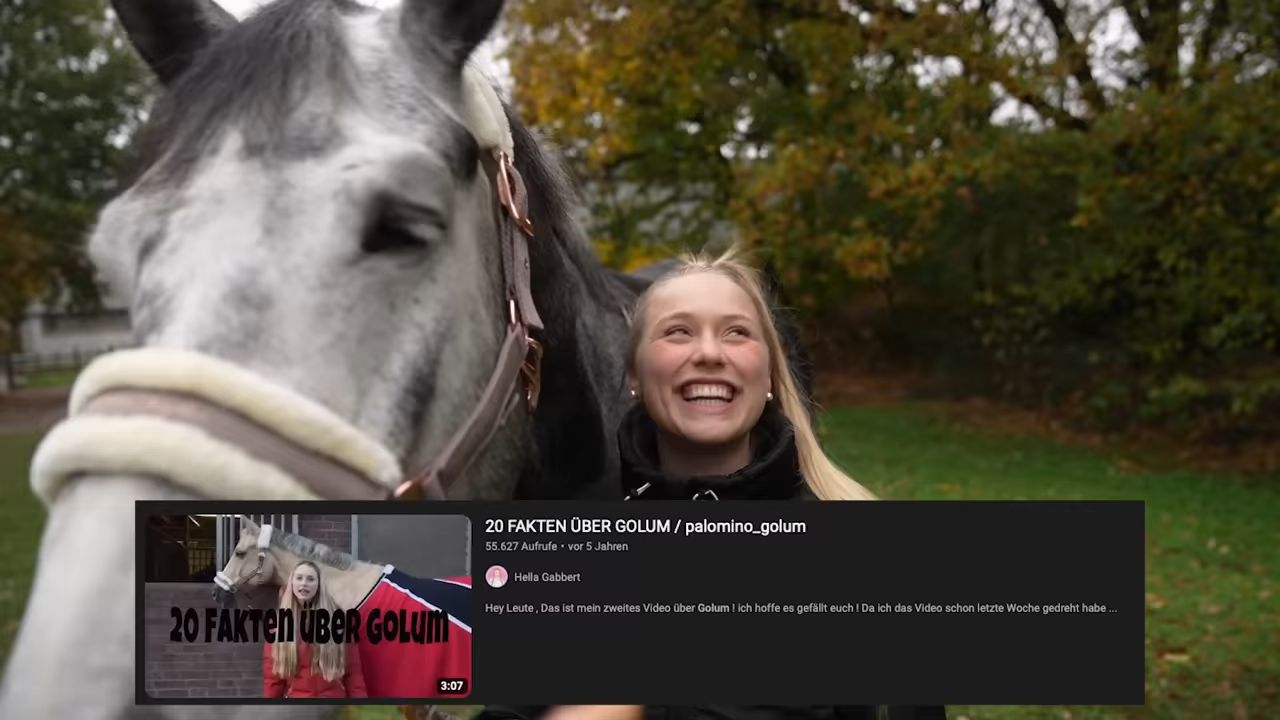 20 FAKTEN ÜBER GOLUM / palomino_golum
55.627 Aufrufe • vor 5 Jahren
Hella Gabbert
Hey Leute , Das ist mein zweites Video über Golum ! ich hoffe es gefällt euch ! Da ich das Video schon letzte Woche gedreht habe ...
20 FAKTEN ÜBER GOLUM
3:07